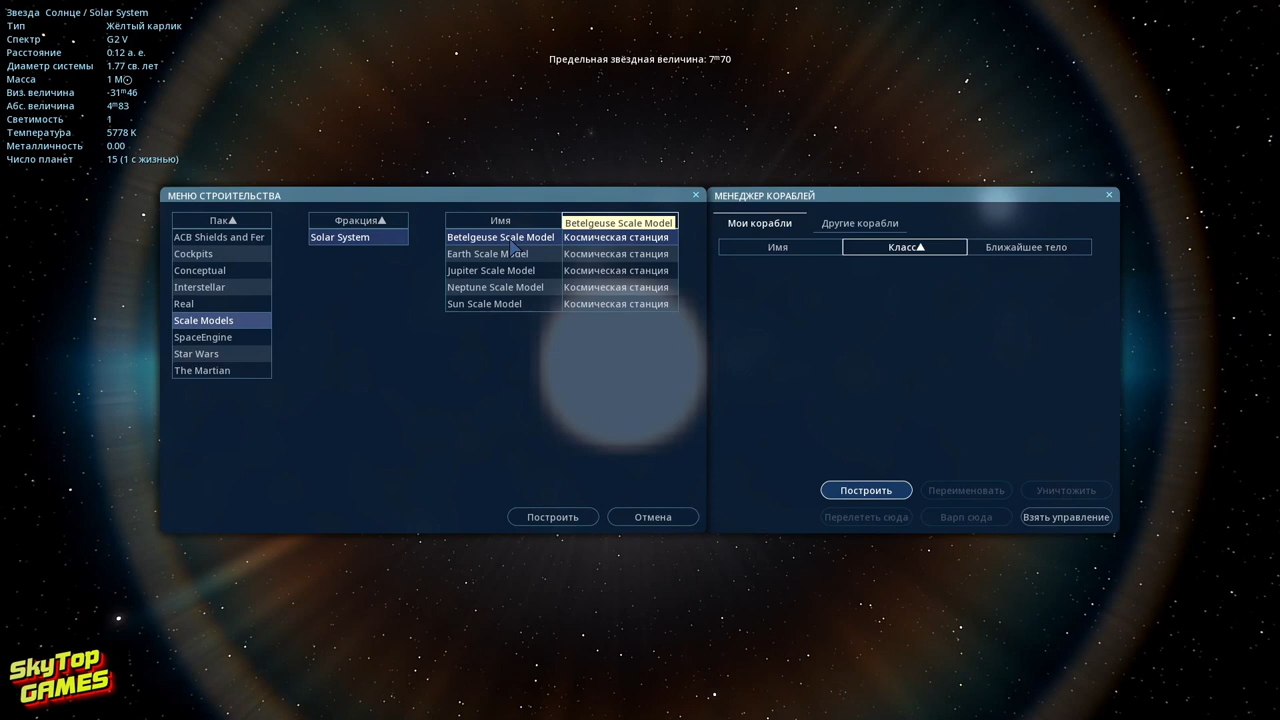 Звезда Солнце / Solar System
Тип Жёлтый карлик
Спектр G2 V
Расстояние 0.12 а. е.
Диаметр системы 1.77 св. лет
Масса 1 M☉
Виз. величина -31ᵐ46
Абс. величина 4ᵐ83
Светимость 1
Температура 5778 K
Металличность 0.00
Число планет 15 (1 с жизнью)
Предельная звёздная величина: 7ᵐ70
МЕНЮ СТРОИТЕЛЬСТВА ×
Пак▲ Фракция▲ Имя
Betelgeuse Scale Model
ACB Shields and Fer Solar System Betelgeuse Scale Model Космическая станция
Cockpits Earth Scale Model Космическая станция
Conceptual Jupiter Scale Model Космическая станция
Interstellar Neptune Scale Model Космическая станция
Real Sun Scale Model Космическая станция
Scale Models
SpaceEngine
Star Wars
The Martian
Построить Отмена
МЕНЕДЖЕР КОРАБЛЕЙ ×
Мои корабли Другие корабли
Имя Класс▲ Ближайшее тело
Построить Переименовать Уничтожить
Перелететь сюда Варп сюда Взять управление
SkyTop
GAMES